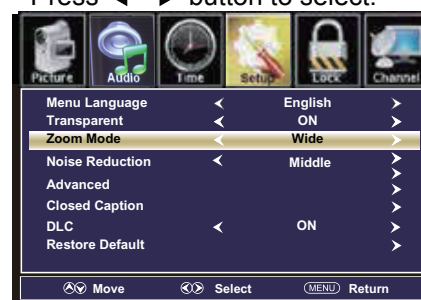 Press ◄ ► button to select.
Picture Audio Time Setup Lock Channel
Menu Language < English >
Transparent < ON >
Zoom Mode < Wide >
Noise Reduction < Middle >
Advanced >
Closed Caption >
DLC < ON >
Restore Default >
Move Select MENU Return